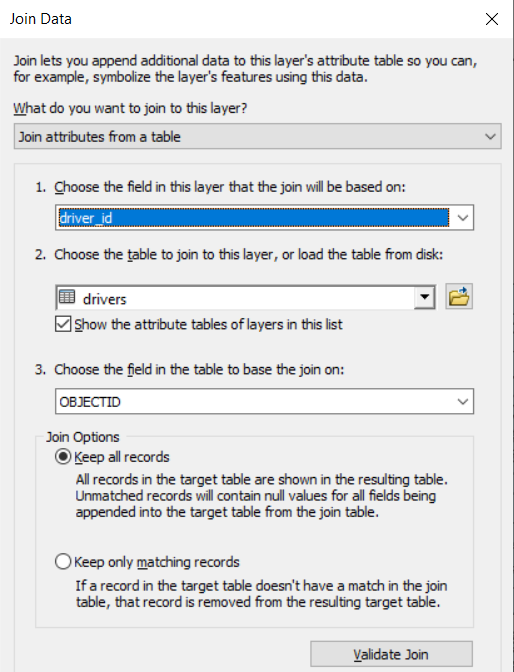 Join Data
Join lets you append additional data to this layer's attribute table so you can,
for example, symbolize the layer's features using this data.
What do you want to join to this layer?
Join attributes from a table
1. Choose the field in this layer that the join will be based on:
driver_id
2. Choose the table to join to this layer, or load the table from disk:
drivers
Show the attribute tables of layers in this list
3. Choose the field in the table to base the join on:
OBJECTID
Join Options
Keep all records
All records in the target table are shown in the resulting table.
Unmatched records will contain null values for all fields being
appended into the target table from the join table.
Keep only matching records
If a record in the target table doesn't have a match in the join
table, that record is removed from the resulting target table.
Validate Join